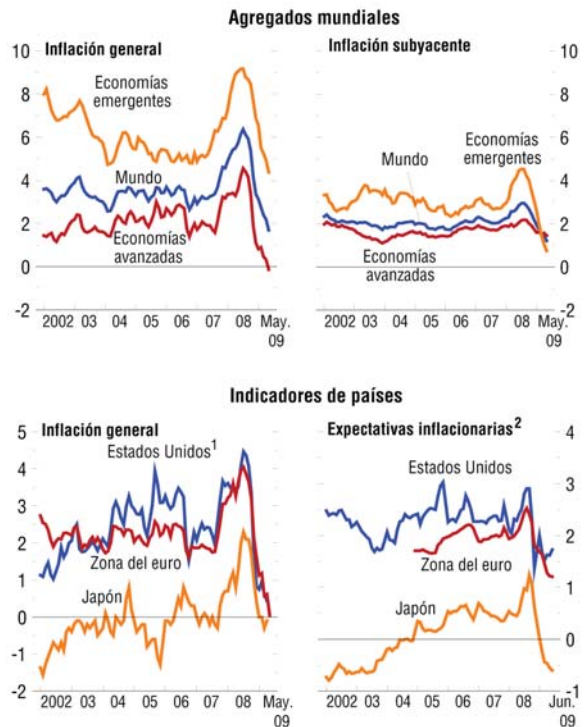 Agregados mundiales
Inflación general
10
8
6
4
2
0
-2
Economías
emergentes
Mundo
Economías
avanzadas
2002 03 04 05 06 07 08 May.
09
Inflación subyacente
10
8
6
4
2
0
-2
Mundo
Economías
emergentes
Economías
avanzadas
2002 03 04 05 06 07 08 May.
09
Indicadores de países
Inflación general
5
4
3
2
1
0
-1
-2
Estados Unidos1
Zona del euro
Japón
2002 03 04 05 06 07 08 May.
09
Expectativas inflacionarias2
4
3
2
1
0
-1
Estados Unidos
Zona del euro
Japón
2002 03 04 05 06 07 08 Jun.
09